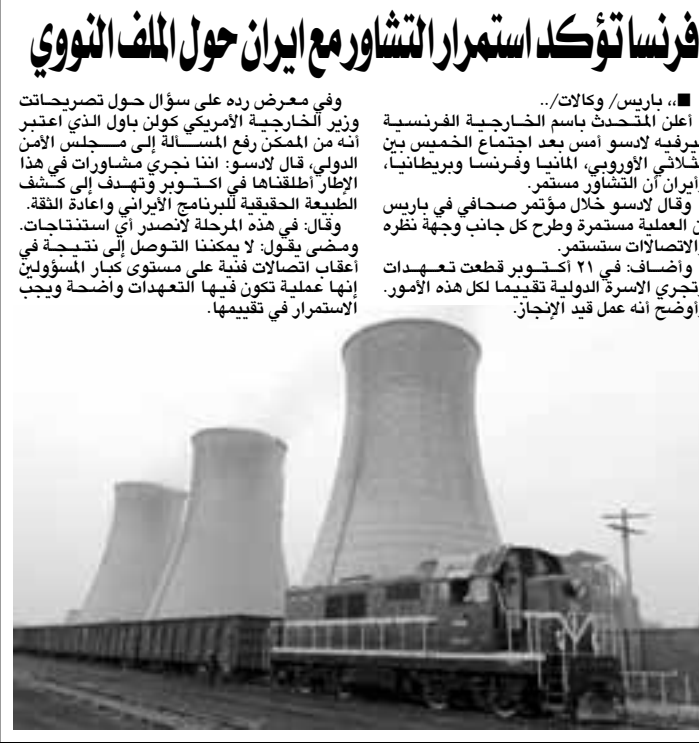 فرنسا تؤكد استمرار التشاور مع ايران حول الملف النووي
■،، باريس/ وكالات/..
أعلن المتحدث باسم الخارجية الفرنسية
لادسو أمس بعد اجتماع الخميس بين
لثلاثي الأوروبي، المانيا وفرنسا وبريطانيا،
أيران أن التشاور مستمر.
وقال لادسو خلال مؤتمر صحافي في باريس
ن العملية مستمرة وطرح كل جانب وجهة نظره
الاتصالاات ستستمر.
وأضاف: في ٢١ أكتوبر قطعت تعهدات
تجري الاسرة الدولية تقييما لكل هذه الأمور.
أوضح أنه عمل قيد الإنجاز.
وفي معرض رده على سؤال حول تصريحاتت
وزير الخارجية الأمريكي كولن باول الذي اعتبر
أنه من الممكن رفع المسألة إلى مجلس الأمن
الدولي، قال لادسو: اننا نجري مشاورات في هذا
الإطار أطلقناها في اكتوبر وتهدف إلى كشف
الطبيعة الحقيقية للبرنامج الأيراني واعادة الثقة.
وقال: في هذه المرحلة لانصدر أي استنتاجات.
ومضى يقول: لا يمكننا التوصل إلى نتيجة في
أعقاب اتصالات فنية على مستوى كبار المسؤولين
إنها عملية تكون فيها التعهدات واضحة ويجب
الاستمرار في تقييمها.